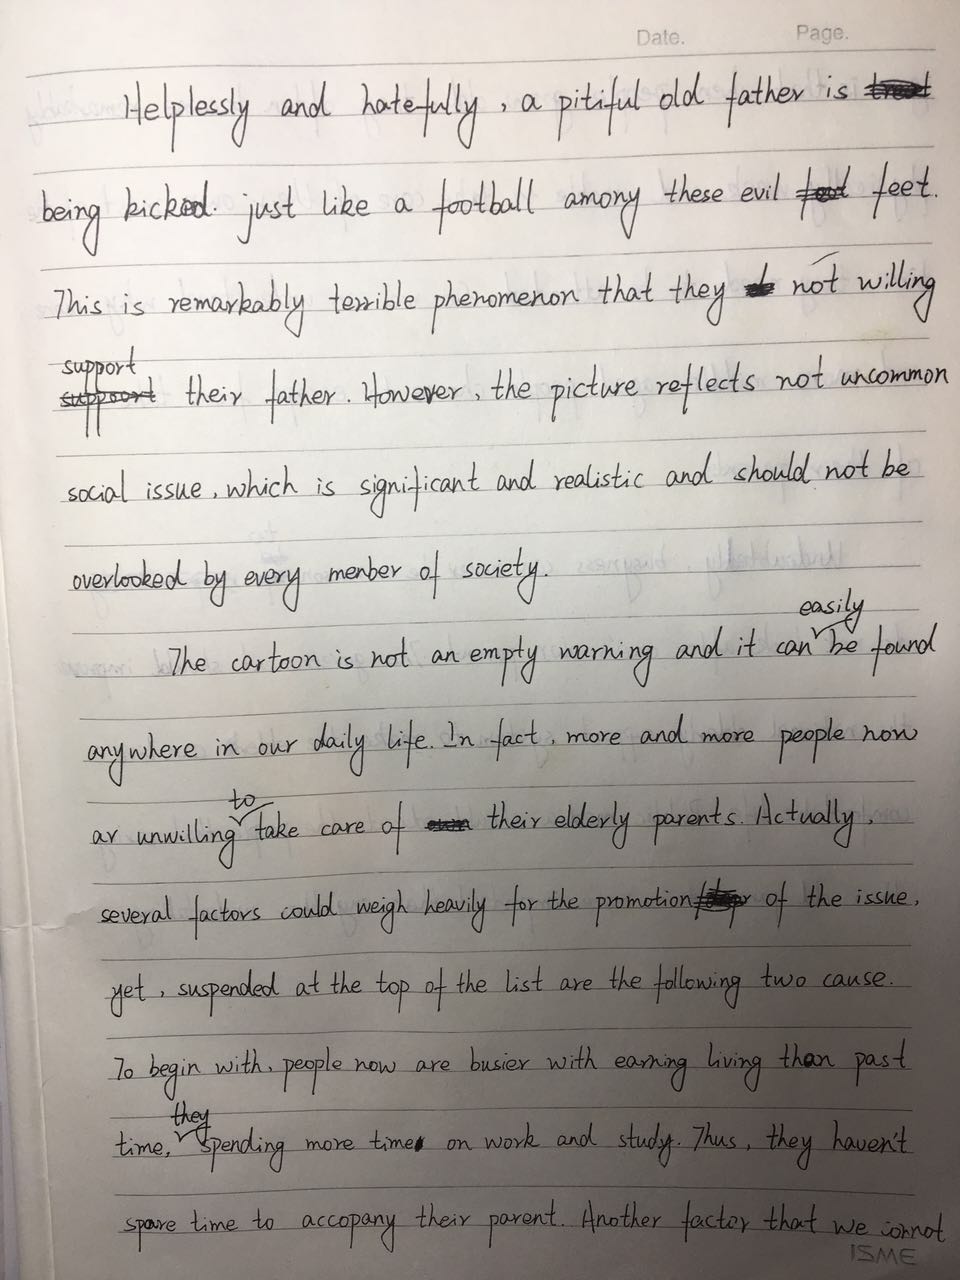 Date. Page.
Helplessly and hatefully, a pitiful old father is
being kicked. just like a football among these evil feet.
This is remarkably terrible phenomenon that they not willing
support their father. However, the picture reflects not uncommon
social issue, which is significant and realistic and should not be
overlooked by every menber of society.
The cartoon is not an empty warning and it can easily be found
anywhere in our daily life. In fact, more and more people now
ar unwilling to take care of their elderly parents. Actually,
several factors could weigh heavily for the promotion of the issue,
yet, suspended at the top of the list are the following two cause.
To begin with, people now are busier with earning living than past
time, they spending more time on work and study. Thus, they haven't
spare time to accopany their parent. Another factor that we connot
ISME